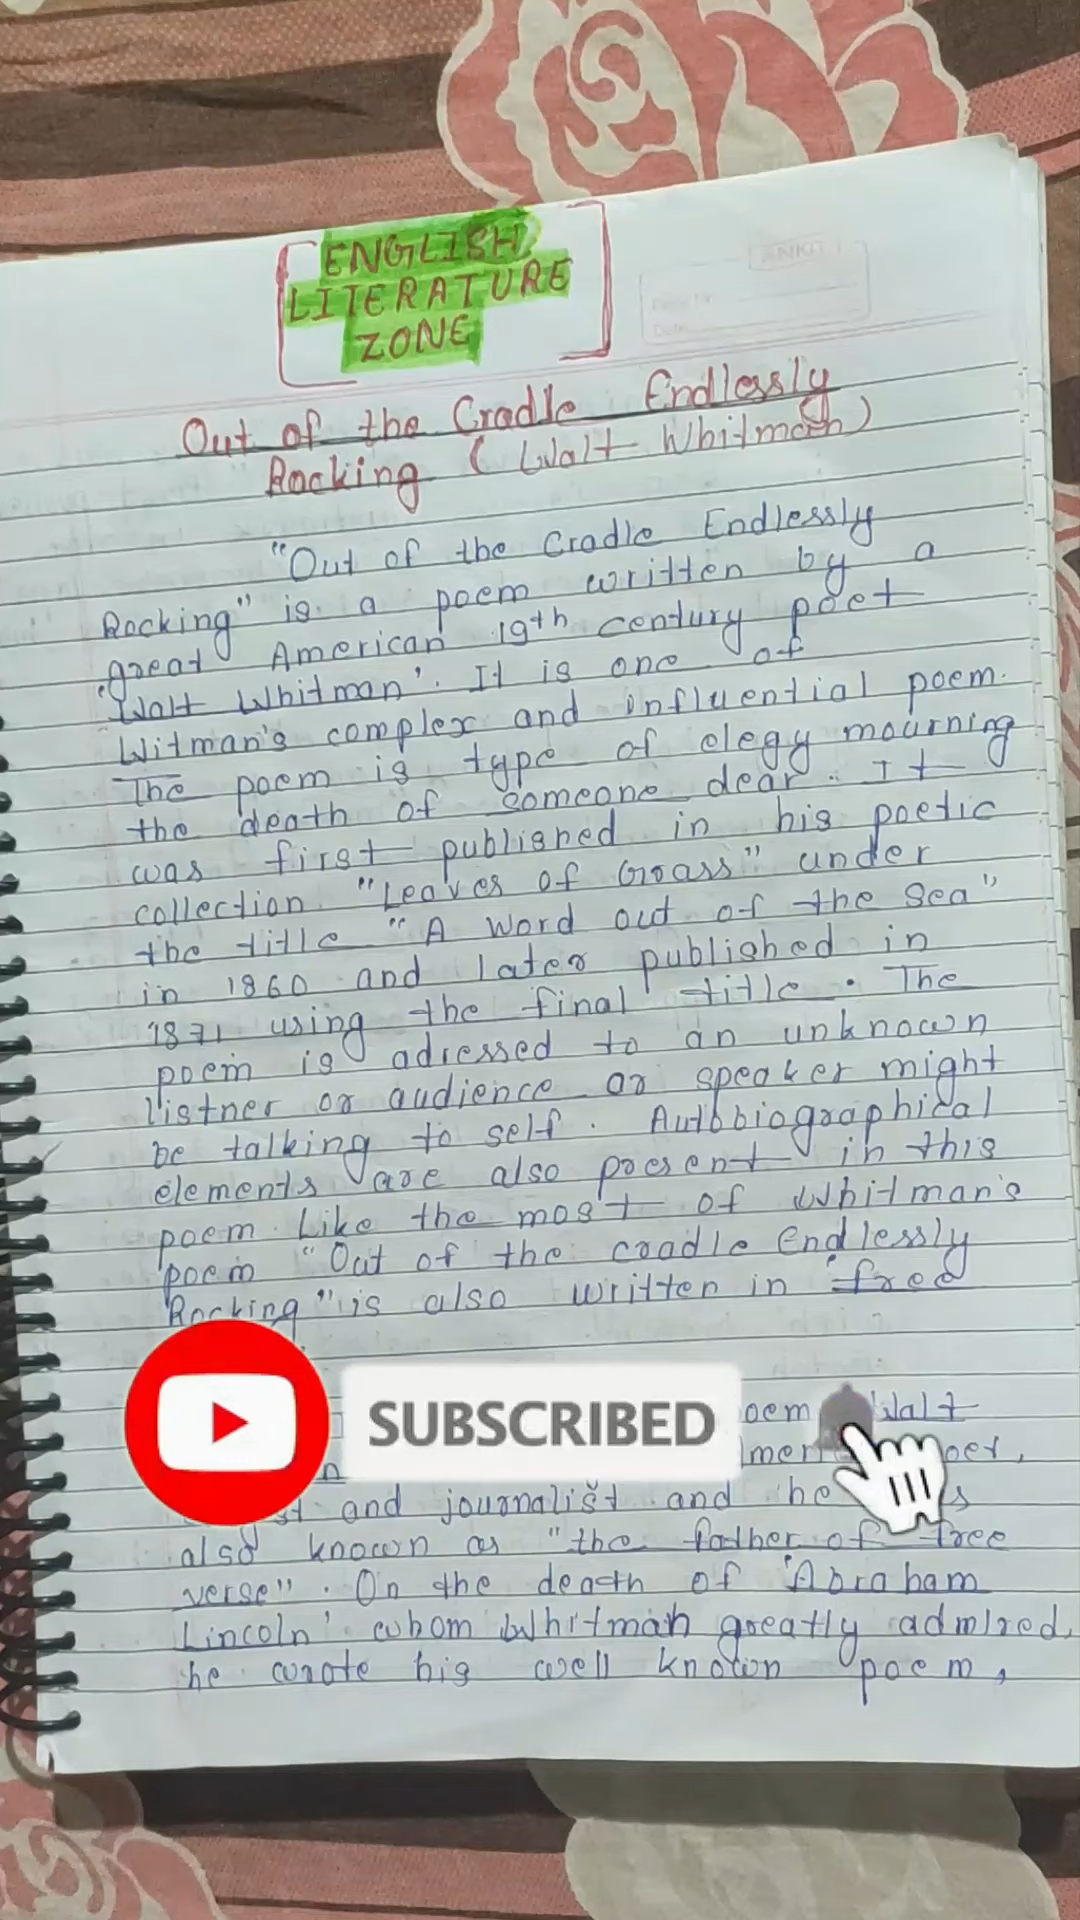 ENGLISH
LITERATURE
ZONE
ANKIT
Out of the Cradle Endlessly
Rocking (Walt Whitman)
"Out of the Cradle Endlessly
Rocking" is a poem written by a
great American 19th century poet
'Walt Whitman'. It is one of
Witman's complex and influential poem.
The poem is type of elegy mourning
the death of someone dear. It
was first published in his poetic
collection "Leaves of Grass" under
the title "A Word out of the Sea"
in 1860 and later published in
1871 using the final title. The
poem is adressed to an unknown
listner or audience or speaker might
be talking to self. Autobiographical
elements are also present in this
poem. Like the most of Whitman's
poem "Out of the cradle Endlessly
Rocking" is also written in free
SUBSCRIBED
oem Walt
and journalist and he
also known as "the father of free
verse". On the death of 'Abraham
Lincoln' whom Whitman greatly admired,
he wrote his well known poem,